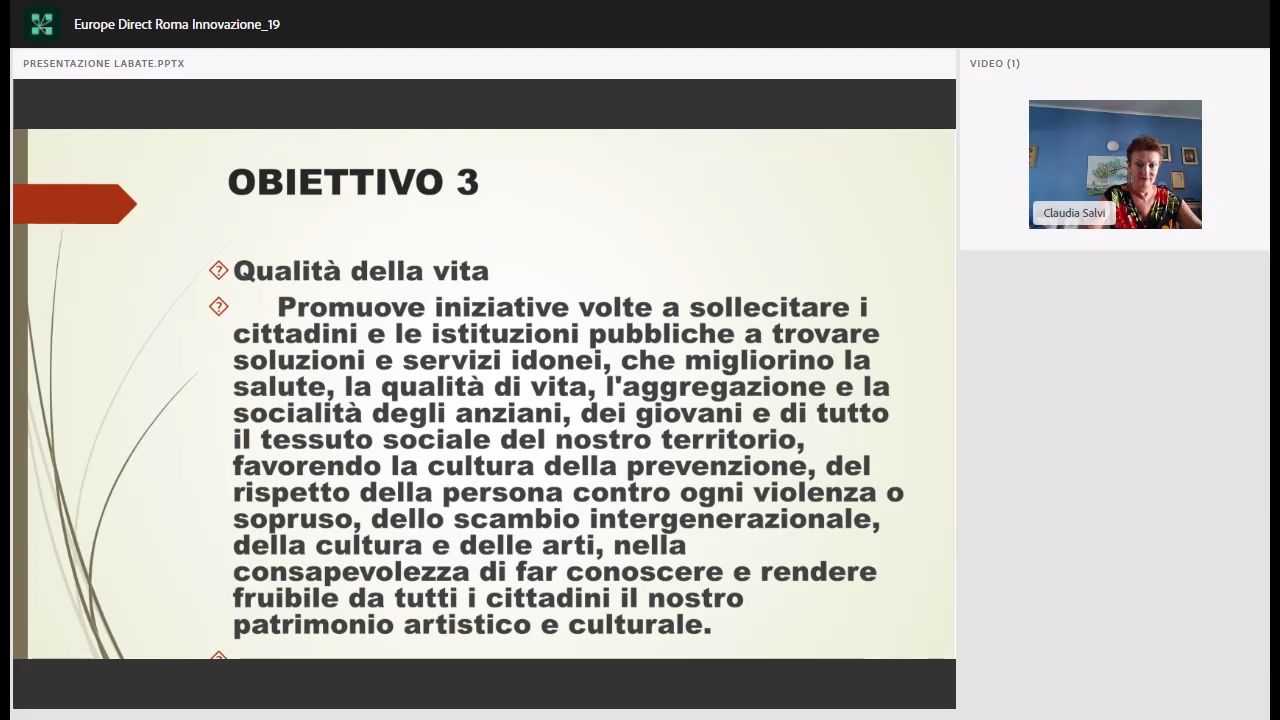 Europe Direct Roma Innovazione_19
PRESENTAZIONE LABATE.PPTX
VIDEO (1)
OBIETTIVO 3
Qualità della vita
Promuove iniziative volte a sollecitare i
cittadini e le istituzioni pubbliche a trovare
soluzioni e servizi idonei, che migliorino la
salute, la qualità di vita, l'aggregazione e la
socialità degli anziani, dei giovani e di tutto
il tessuto sociale del nostro territorio,
favorendo la cultura della prevenzione, del
rispetto della persona contro ogni violenza o
sopruso, dello scambio intergenerazionale,
della cultura e delle arti, nella
consapevolezza di far conoscere e rendere
fruibile da tutti i cittadini il nostro
patrimonio artistico e culturale.
Claudia Salvi